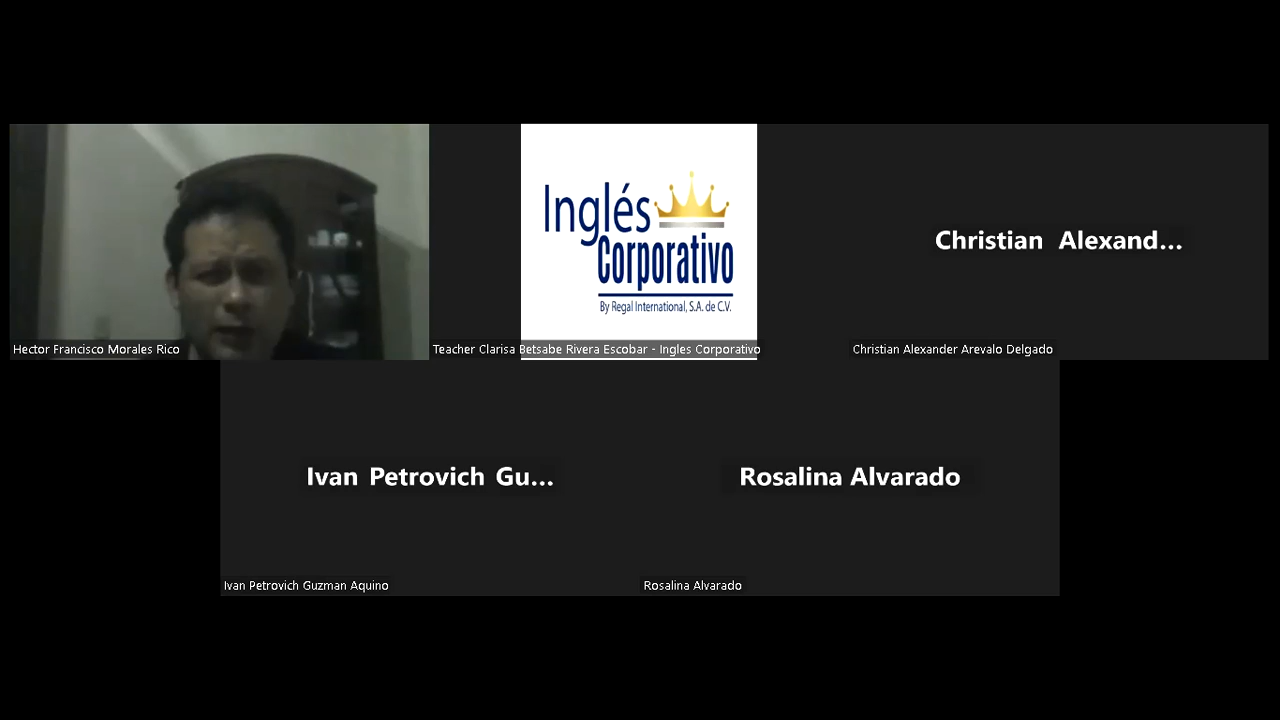 Inglés
Corporativo
By Regal International, S.A. de C.V.
Christian Alexand...
Hector Francisco Morales Rico
Teacher Clarisa Betsabe Rivera Escobar - Ingles Corporativo
Christian Alexander Arevalo Delgado
Ivan Petrovich Gu...
Rosalina Alvarado
Ivan Petrovich Guzman Aquino
Rosalina Alvarado